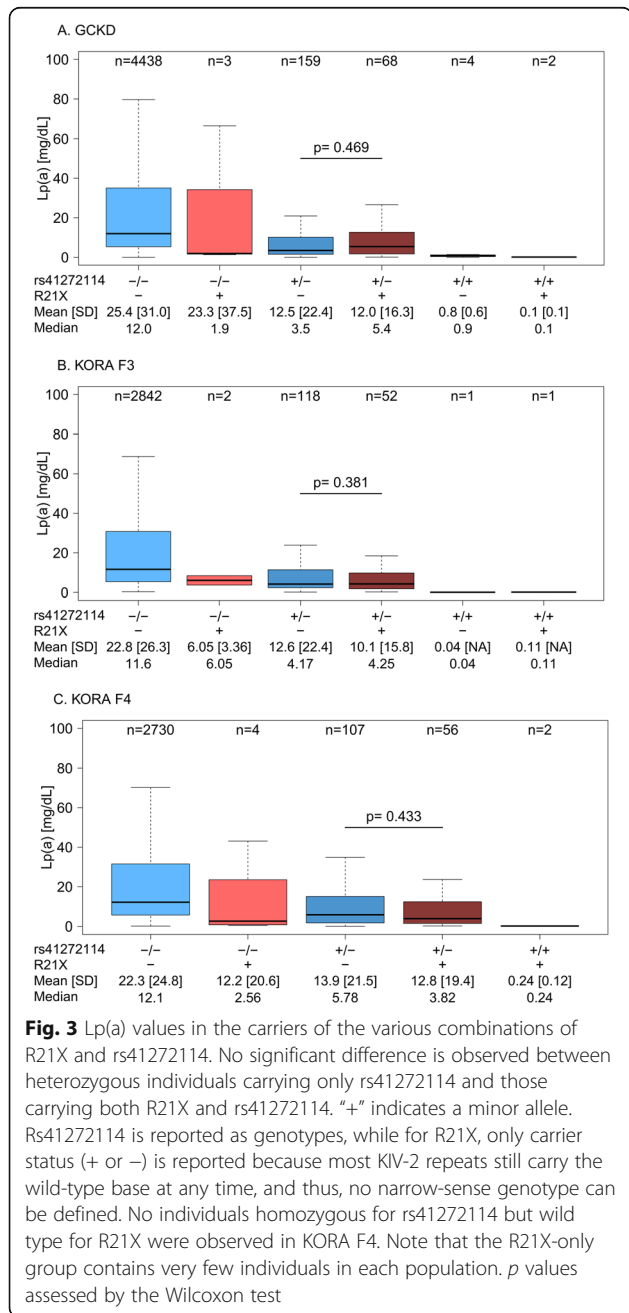 A. GCKD
n=4438 n=3 n=159 n=68 n=4 n=2
100
80
60
40
20
0
Lp(a) [mg/dL]
p= 0.469
rs41272114 −/− −/− +/− +/− +/+ +/+
R21X − + − + − +
Mean [SD] 25.4 [31.0] 23.3 [37.5] 12.5 [22.4] 12.0 [16.3] 0.8 [0.6] 0.1 [0.1]
Median 12.0 1.9 3.5 5.4 0.9 0.1
B. KORA F3
n=2842 n=2 n=118 n=52 n=1 n=1
100
80
60
40
20
0
Lp(a) [mg/dL]
p= 0.381
rs41272114 −/− −/− +/− +/− +/+ +/+
R21X − + − + − +
Mean [SD] 22.8 [26.3] 6.05 [3.36] 12.6 [22.4] 10.1 [15.8] 0.04 [NA] 0.11 [NA]
Median 11.6 6.05 4.17 4.25 0.04 0.11
C. KORA F4
n=2730 n=4 n=107 n=56 n=2
100
80
60
40
20
0
Lp(a) [mg/dL]
p= 0.433
rs41272114 −/− −/− +/− +/− +/+
R21X − + − + +
Mean [SD] 22.3 [24.8] 12.2 [20.6] 13.9 [21.5] 12.8 [19.4] 0.24 [0.12]
Median 12.1 2.56 5.78 3.82 0.24
Fig. 3 Lp(a) values in the carriers of the various combinations of
R21X and rs41272114. No significant difference is observed between
heterozygous individuals carrying only rs41272114 and those
carrying both R21X and rs41272114. “+” indicates a minor allele.
Rs41272114 is reported as genotypes, while for R21X, only carrier
status (+ or −) is reported because most KIV-2 repeats still carry the
wild-type base at any time, and thus, no narrow-sense genotype can
be defined. No individuals homozygous for rs41272114 but wild
type for R21X were observed in KORA F4. Note that the R21X-only
group contains very few individuals in each population. p values
assessed by the Wilcoxon test